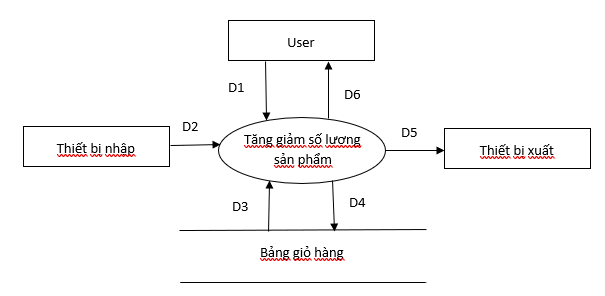 User
D1
D6
D2
D5
Thiết bị nhập
Tăng giảm số lương
sản phẩm
Thiết bị xuất
D3
D4
Bảng giỏ hàng